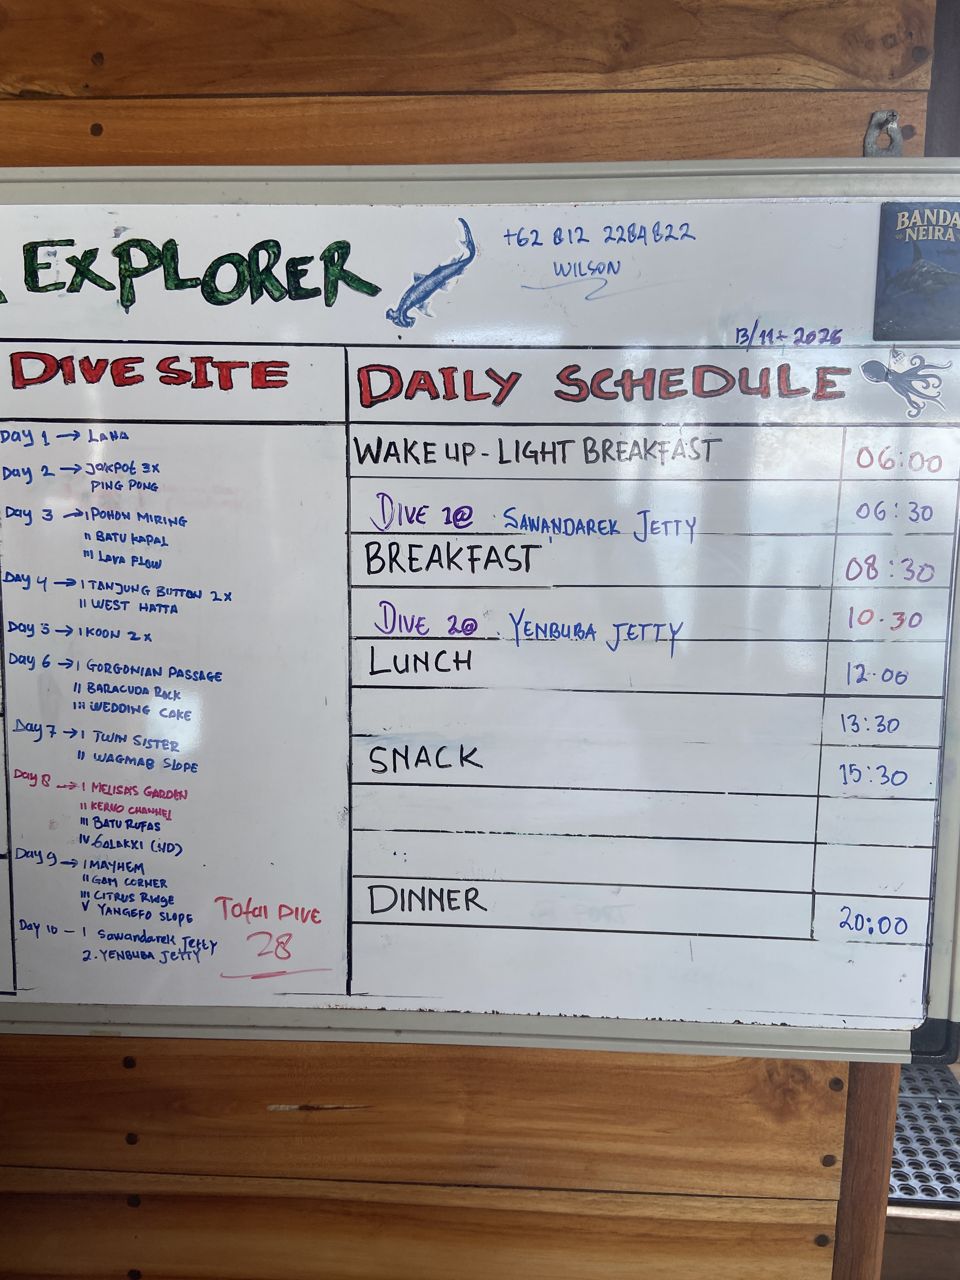 EXPLORER
+62 812 2284822
WILSON
BANDA
NEIRA
13/11-2025
DIVE SITE
Day 1 → LAHA
Day 2 → JAKPOT 3X
PING PONG
Day 3 → I POHON MIRING
II BATU KAPAL
III LAVA FLOW
DAY 4 → I TANJUNG BUTTON 2X
II WEST HATTA
Day 5 → I KOON 2X
Day 6 → I GORGONIAN PASSAGE
II BARACUDA ROCK
III WEDDING CAKE
Day 7 → I TWIN SISTER
II WAGMAB SLOPE
Day 8 → I MELISA'S GARDEN
II KERUO CHANNEL
III BATU RUFAS
IV GALAXXI (ND)
Day 9 → I MAYHEM
II GAM CORNER
III CITRUS RIDGE
V YANGEFO SLOPE
Day 10 – 1 Sawandarek Jetty
2. YENBUBA JETTY
Total DIVE
28
DAILY SCHEDULE
WAKE UP - LIGHT BREAKFAST 06:00
DIVE 1@ SAWANDAREK JETTY 06:30
BREAKFAST 08:30
DIVE 2@ YENBUBA JETTY 10.30
LUNCH 12.00
13:30
SNACK 15:30
DINNER 20:00